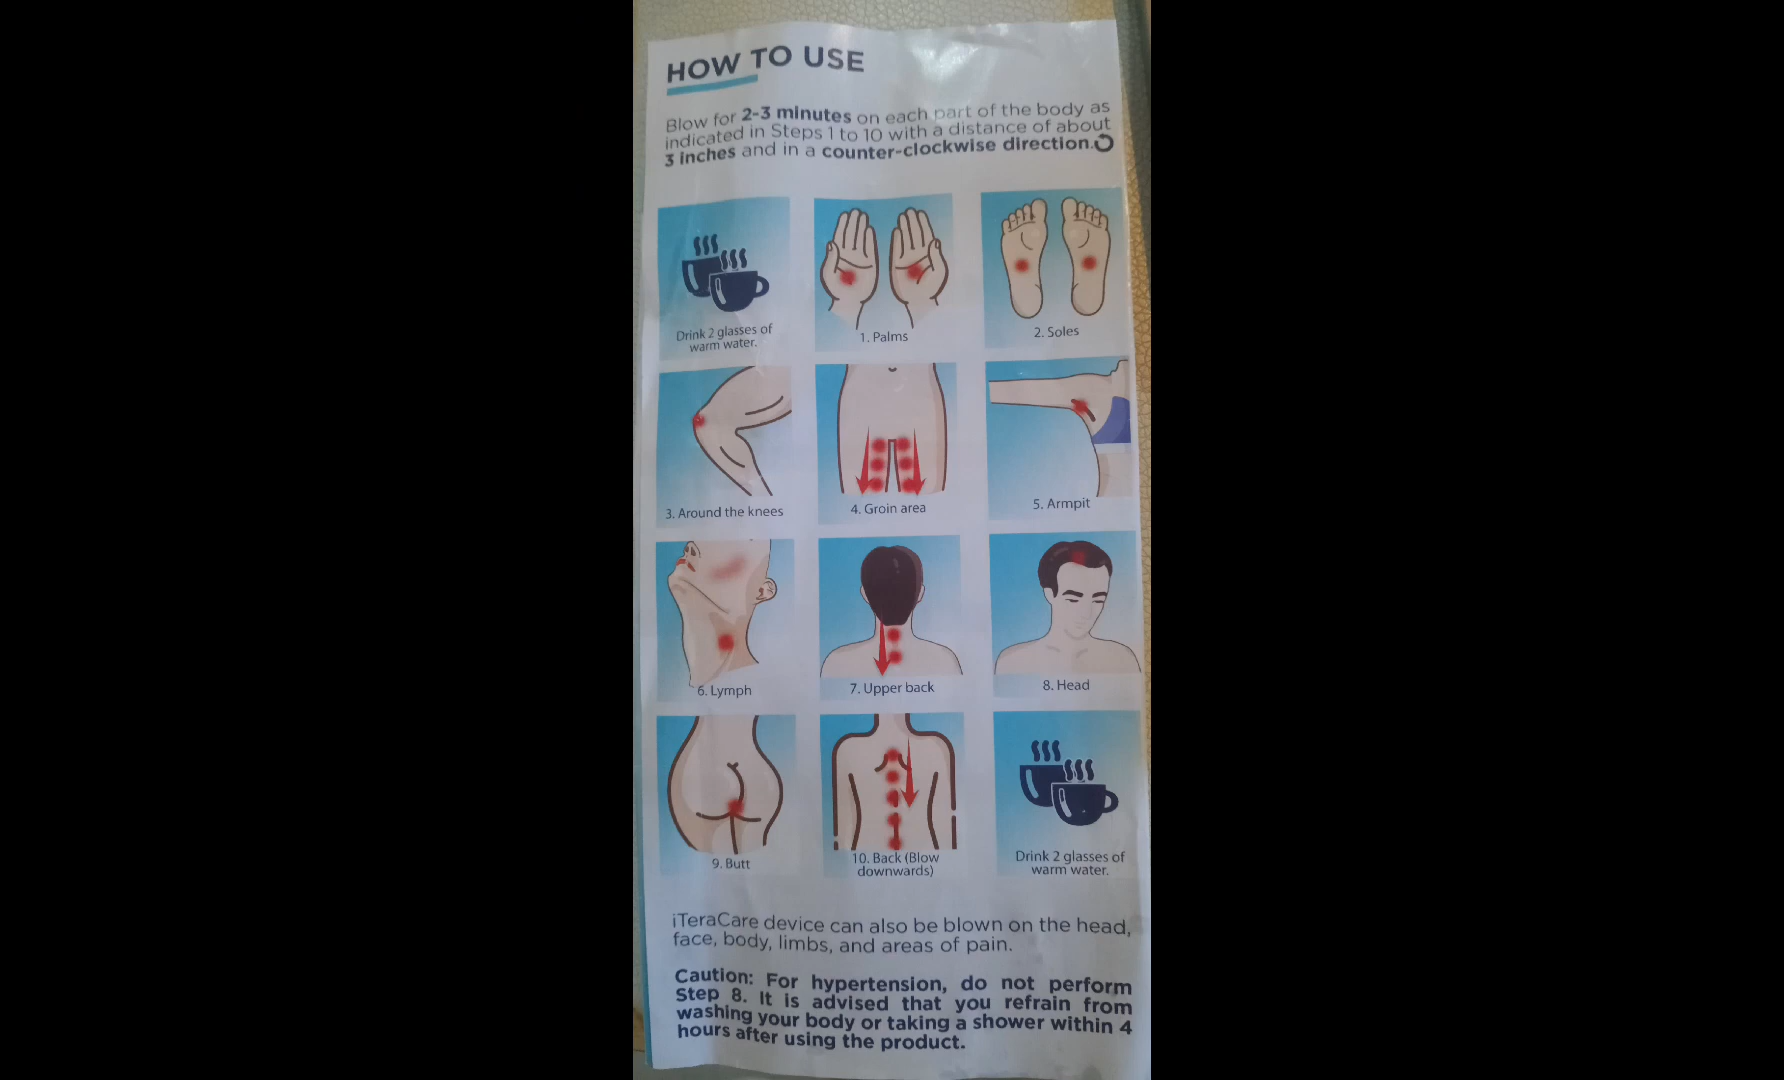 HOW TO USE
Blow for 2-3 minutes on each part of the body as
indicated in Steps 1 to 10 with a distance of about
3 inches and in a counter-clockwise direction.
Drink 2 glasses of
warm water.
1. Palms
2. Soles
3. Around the knees
4. Groin area
5. Armpit
6. Lymph
7. Upper back
8. Head
9. Butt
10. Back (Blow
downwards)
Drink 2 glasses of
warm water.
iTeraCare device can also be blown on the head,
face, body, limbs, and areas of pain.
Caution: For hypertension, do not perform
Step 8. It is advised that you refrain from
washing your body or taking a shower within 4
hours after using the product.